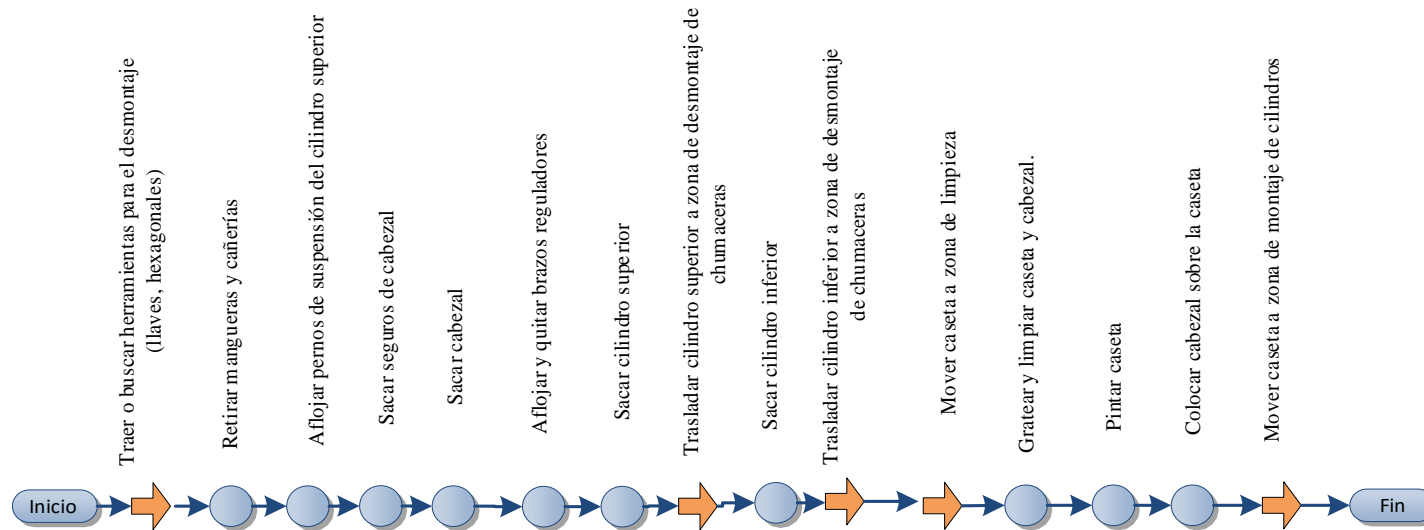 Inicio
Traer o buscar herramientas para el desmontaje
(llaves, hexagonales)
Retirar mangueras y cañerías
Aflojar pernos de suspensión del cilindro superior
Sacar seguros de cabezal
Sacar cabezal
Aflojar y quitar brazos reguladores
Sacar cilindro superior
Trasladar cilindro superior a zona de desmontaje de
chumaceras
Sacar cilindro inferior
Trasladar cilindro inferior a zona de desmontaje
de chumaceras
Mover caseta a zona de limpieza
Gratear y limpiar caseta y cabezal.
Pintar caseta
Colocar cabezal sobre la caseta
Mover caseta a zona de montaje de cilindros
Fin